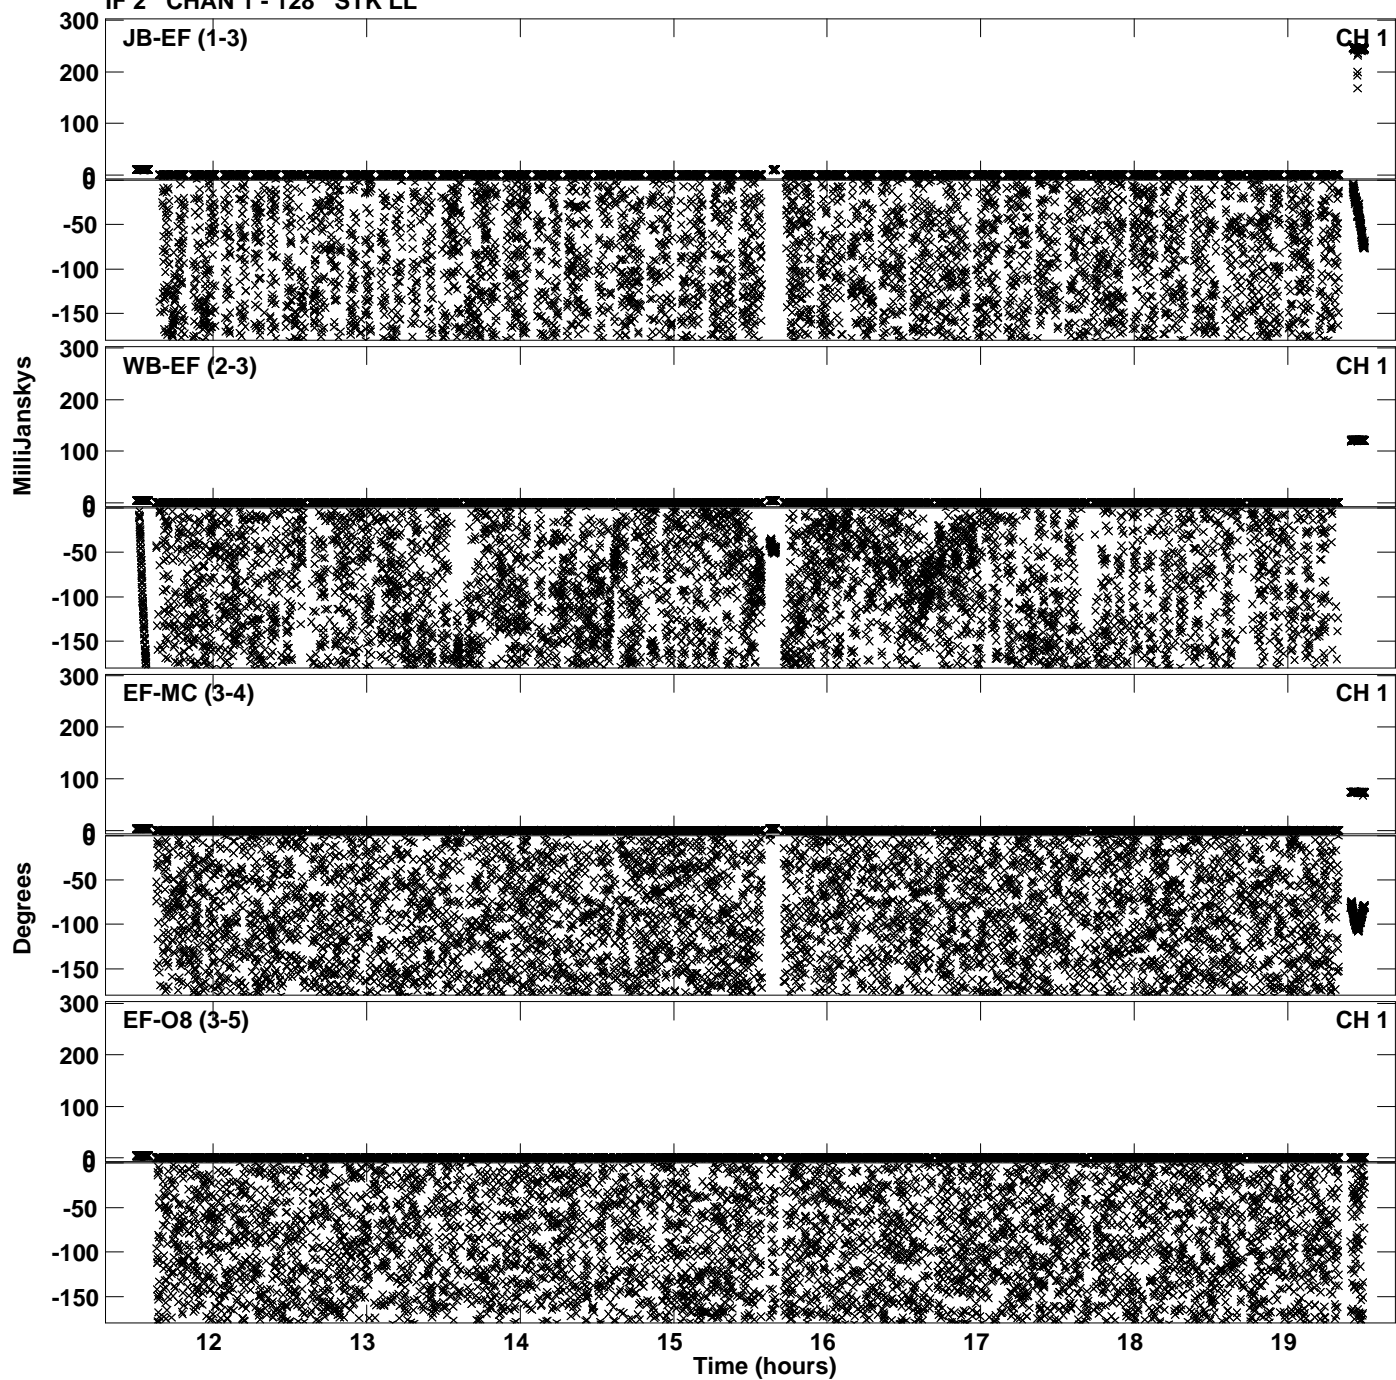 IF 2 CHAN 1 - 128 STK LL
300
JB-EF (1-3)
CH 1
200
100
0
0
-50
-100
-150
300
WB-EF (2-3)
CH 1
200
100
0
0
-50
-100
-150
MilliJanskys
300
EF-MC (3-4)
CH 1
200
100
0
0
-50
-100
-150
Degrees
300
EF-O8 (3-5)
CH 1
200
100
0
0
-50
-100
-150
12 13 14 15 16 17 18 19
Time (hours)